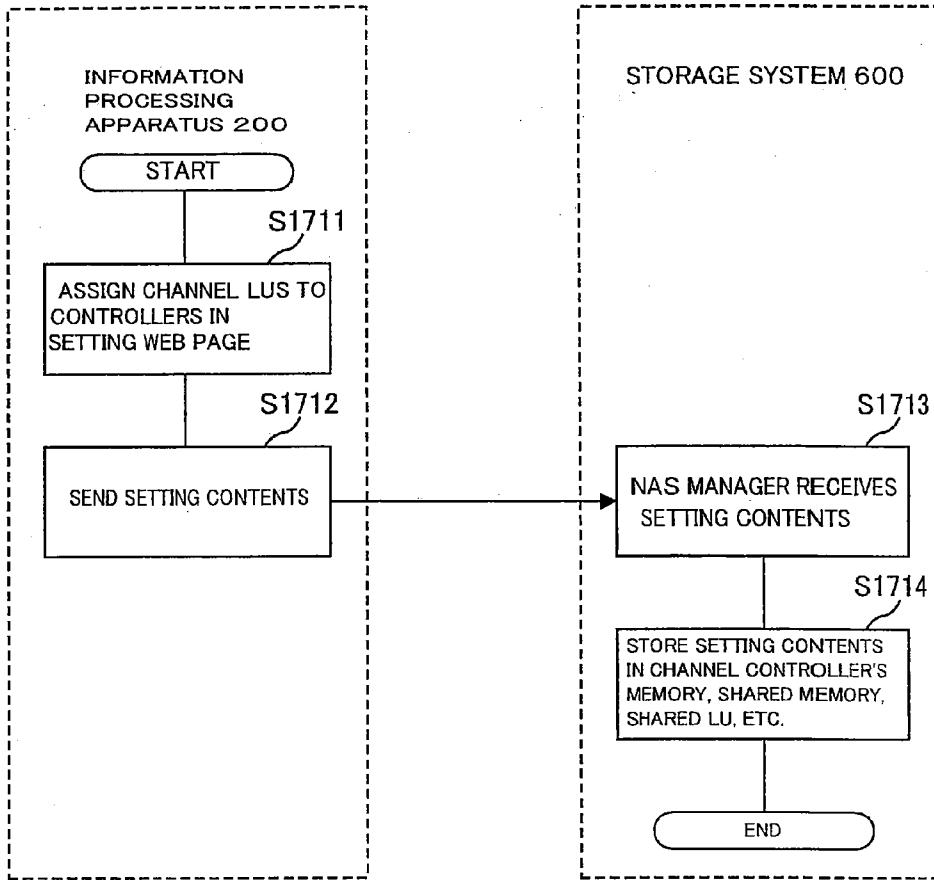 INFORMATION
PROCESSING
APPARATUS 200
START
S1711
ASSIGN CHANNEL LUS TO
CONTROLLERS IN
SETTING WEB PAGE
S1712
SEND SETTING CONTENTS
STORAGE SYSTEM 600
S1713
NAS MANAGER RECEIVES
SETTING CONTENTS
S1714
STORE SETTING CONTENTS
IN CHANNEL CONTROLLER'S
MEMORY, SHARED MEMORY,
SHARED LU, ETC.
END